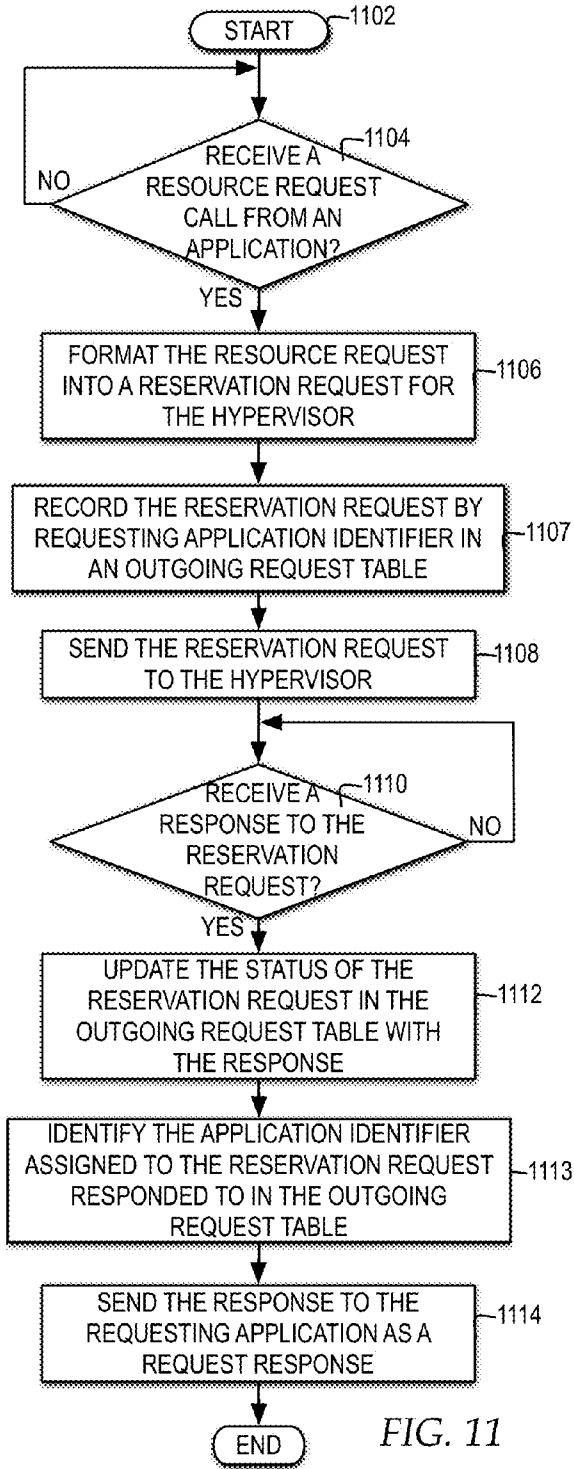 START
1102
RECEIVE A
RESOURCE REQUEST
CALL FROM AN
APPLICATION?
1104
NO
YES
FORMAT THE RESOURCE REQUEST
INTO A RESERVATION REQUEST FOR
THE HYPERVISOR
1106
RECORD THE RESERVATION REQUEST BY
REQUESTING APPLICATION IDENTIFIER IN
AN OUTGOING REQUEST TABLE
1107
SEND THE RESERVATION REQUEST
TO THE HYPERVISOR
1108
RECEIVE A
RESPONSE TO THE
RESERVATION
REQUEST?
1110
NO
YES
UPDATE THE STATUS OF THE
RESERVATION REQUEST IN THE
OUTGOING REQUEST TABLE WITH
THE RESPONSE
1112
IDENTIFY THE APPLICATION IDENTIFIER
ASSIGNED TO THE RESERVATION REQUEST
RESPONDED TO IN THE OUTGOING
REQUEST TABLE
1113
SEND THE RESPONSE TO THE
REQUESTING APPLICATION AS A
REQUEST RESPONSE
1114
END
FIG. 11